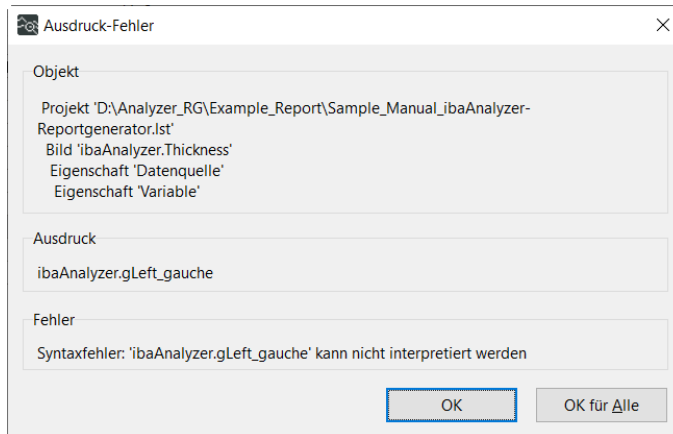 Ausdruck-Fehler
Objekt
Projekt 'D:\Analyzer_RG\Example_Report\Sample_Manual_ibaAnalyzer-
Reportgenerator.lst'
Bild 'ibaAnalyzer.Thickness'
Eigenschaft 'Datenquelle'
Eigenschaft 'Variable'
Ausdruck
ibaAnalyzer.gLeft_gauche
Fehler
Syntaxfehler: 'ibaAnalyzer.gLeft_gauche' kann nicht interpretiert werden
OK
OK für Alle